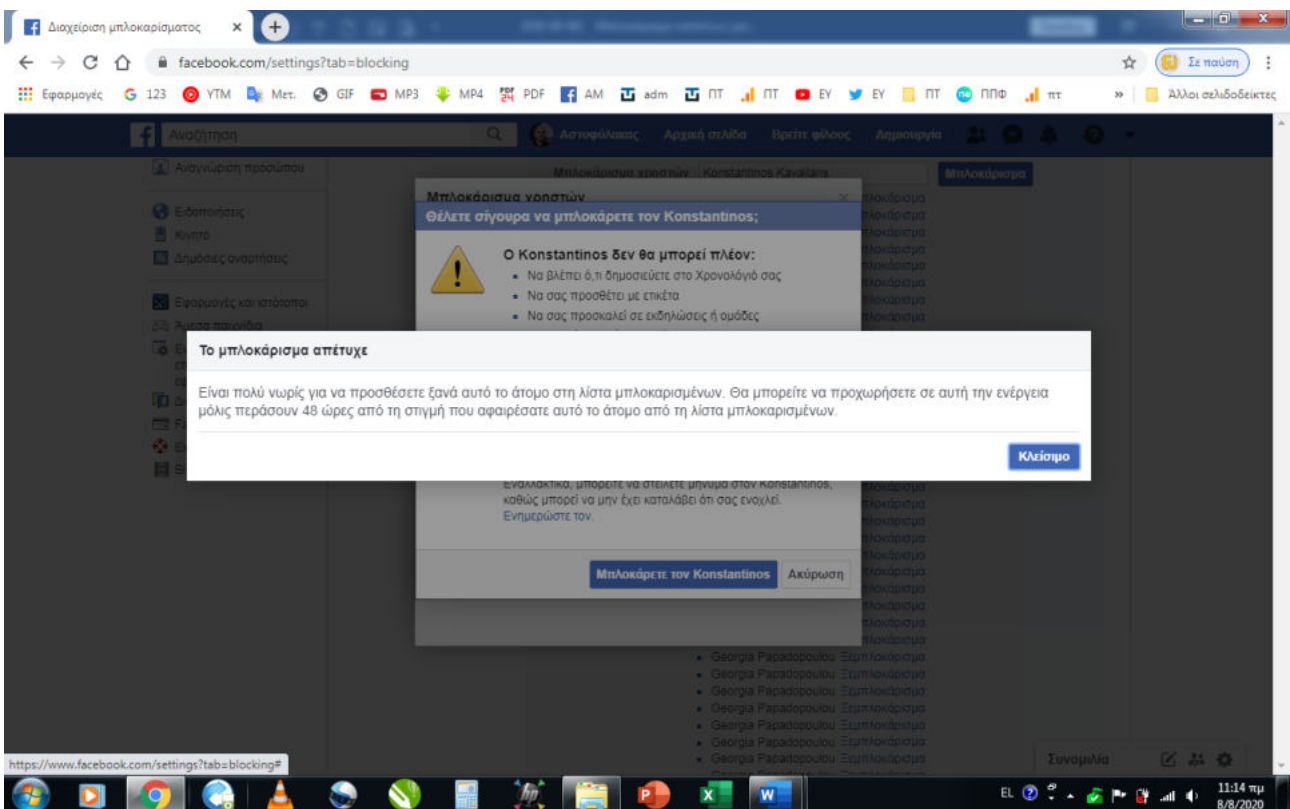 Διαχείριση μπλοκαρίσματος
facebook.com/settings?tab=blocking
Σε παύση
Εφαρμογές 123 YTM Μετ. GIF MP3 MP4 PDF AM adm ΠΤ ΠΤ ΕΥ ΕΥ ΠΤ ΠΠΦ πτ » Άλλοι σελιδοδείκτες
Αναζήτηση Αστυφύλακας Αρχική σελίδα Βρείτε φίλους Δημιουργία
Αναγνώριση προσώπου
Ειδοποιήσεις
Κινητό
Δημόσιες αναρτήσεις
Εφαρμογές και ιστότοποι
Άμεσα παιχνίδια
Μπλοκάρισμα χρηστών Konstantinos Μπλοκάρισμα
Μπλοκάρισμα χρηστών
Θέλετε σίγουρα να μπλοκάρετε τον Konstantinos;
Ο Konstantinos δεν θα μπορεί πλέον:
Να βλέπει ό,τι δημοσιεύετε στο Χρονολόγιό σας
Να σας προσθέτει με ετικέτα
Να σας προσκαλεί σε εκδηλώσεις ή ομάδες
Το μπλοκάρισμα απέτυχε
Είναι πολύ νωρίς για να προσθέσετε ξανά αυτό το άτομο στη λίστα μπλοκαρισμένων. Θα μπορείτε να προχωρήσετε σε αυτή την ενέργεια
μόλις περάσουν 48 ώρες από τη στιγμή που αφαιρέσατε αυτό το άτομο από τη λίστα μπλοκαρισμένων.
Κλείσιμο
Εναλλακτικά, μπορείτε να στείλετε μήνυμα στον Konstantinos,
καθώς μπορεί να μην έχει καταλάβει ότι σας ενοχλεί.
Ενημερώστε τον.
Μπλοκάρετε τον Konstantinos Ακύρωση
Georgia Papadopoulou Ξεμπλοκάρισμα
Georgia Papadopoulou Ξεμπλοκάρισμα
Georgia Papadopoulou Ξεμπλοκάρισμα
Georgia Papadopoulou Ξεμπλοκάρισμα
Georgia Papadopoulou Ξεμπλοκάρισμα
Georgia Papadopoulou Ξεμπλοκάρισμα
Georgia Papadopoulou Ξεμπλοκάρισμα
Συνομιλία
https://www.facebook.com/settings?tab=blocking#
EL 11:14 πμ
8/8/2020